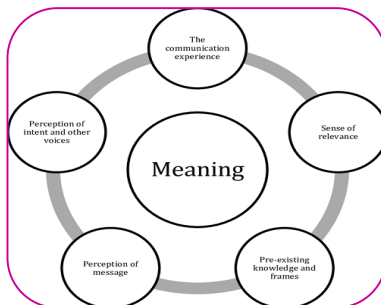 The
communication
experience
Perception of
intent and other
voices
Sense of
relevance
Meaning
Perception of
message
Pre-existing
knowledge and
frames